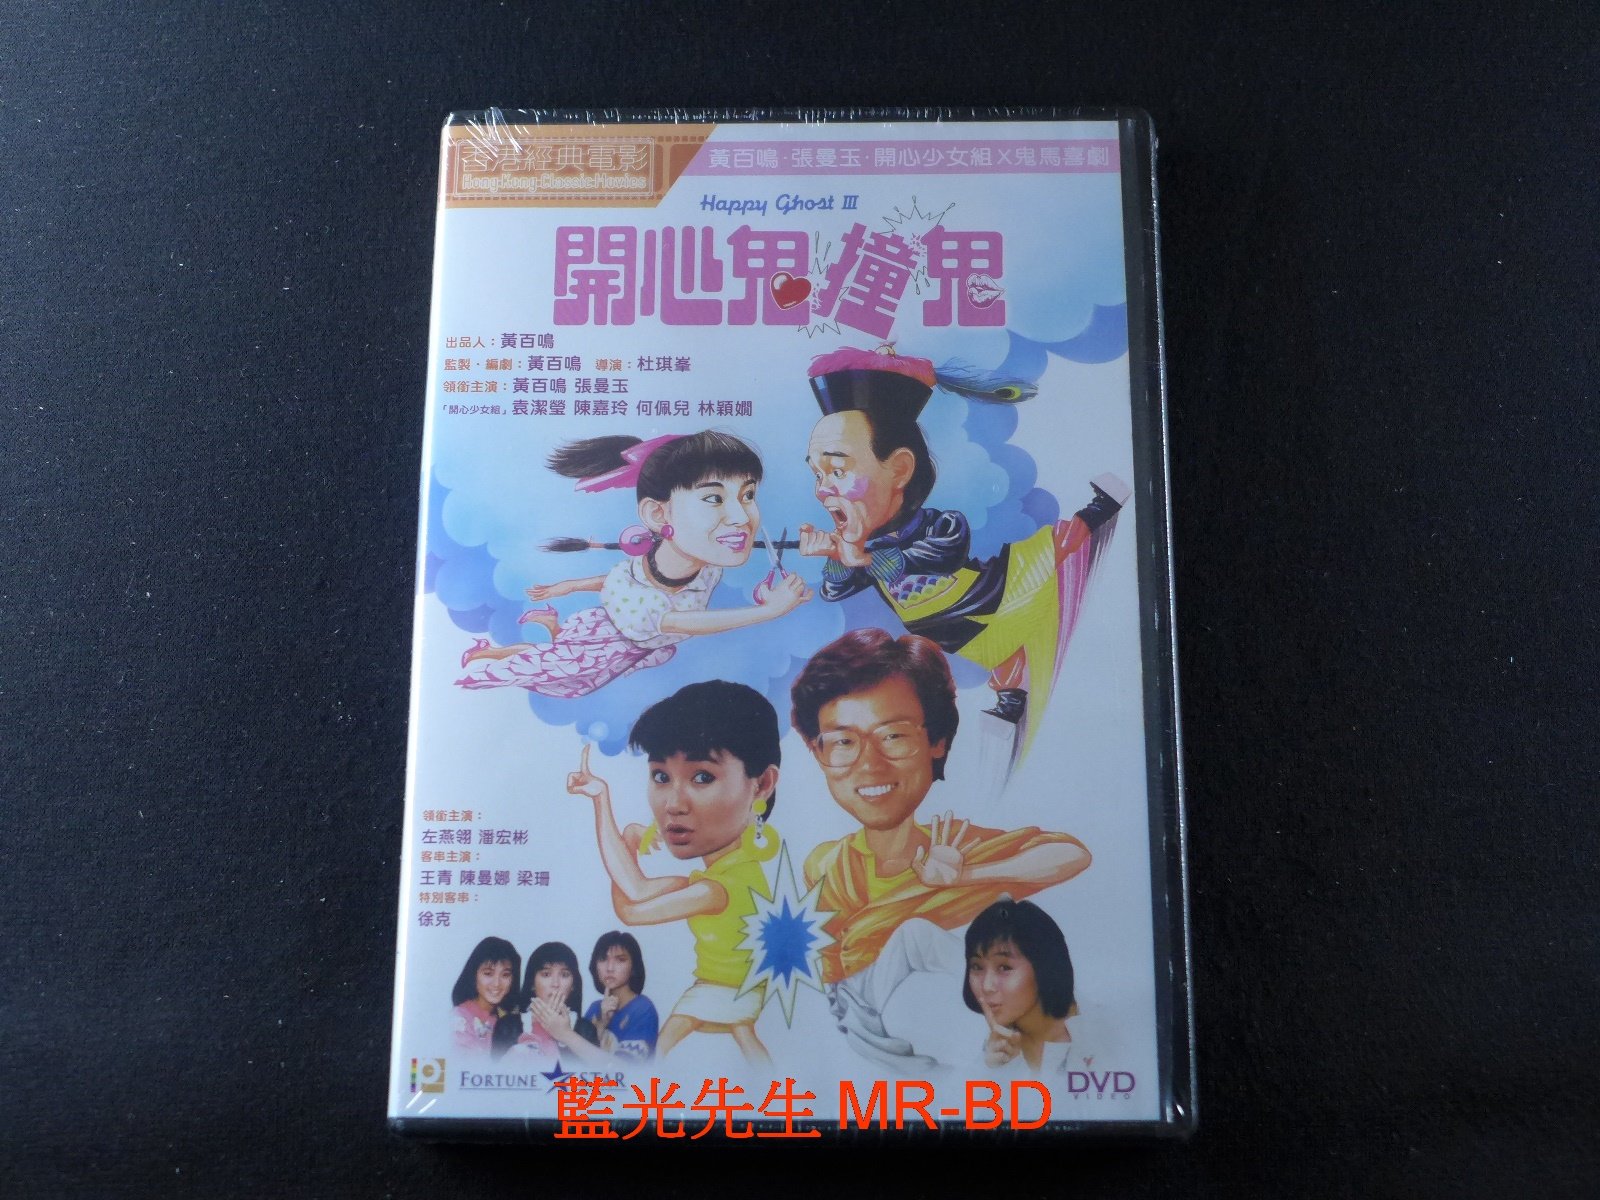 香港經典電影
Hong Kong Classic Movies
黃百鳴·張曼玉·開心少女組X鬼馬喜劇
Happy Ghost III
開心鬼撞鬼
出品人：黃百鳴
監製·編劇：黃百鳴 導演：杜琪峯
領銜主演：黃百鳴 張曼玉
「開心少女組」袁潔瑩 陳嘉玲 何佩兒 林穎嫺
領銜主演：
左燕翎 潘宏彬
客串主演：
王青 陳曼娜 梁珊
特別客串：
徐克
FORTUNE STAR
DVD
VIDEO
藍光先生 MR-BD